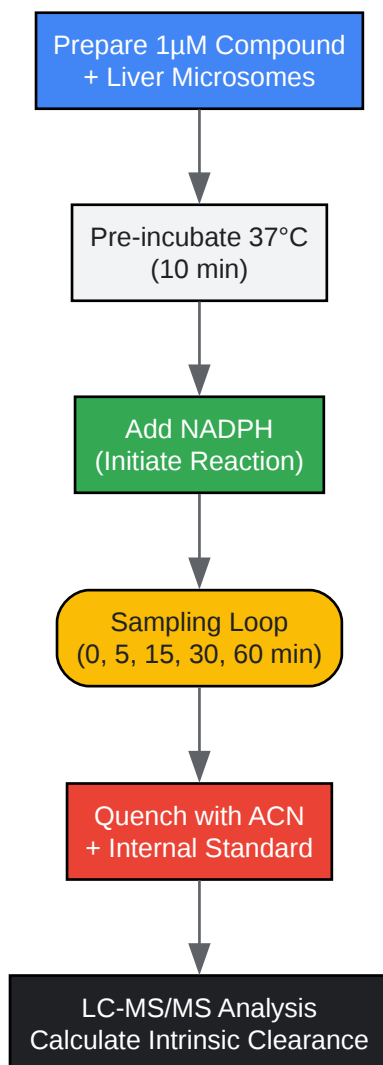 Prepare 1µM Compound
+ Liver Microsomes
Pre-incubate 37°C
(10 min)
Add NADPH
(Initiate Reaction)
Sampling Loop
(0, 5, 15, 30, 60 min)
Quench with ACN
+ Internal Standard
LC-MS/MS Analysis
Calculate Intrinsic Clearance